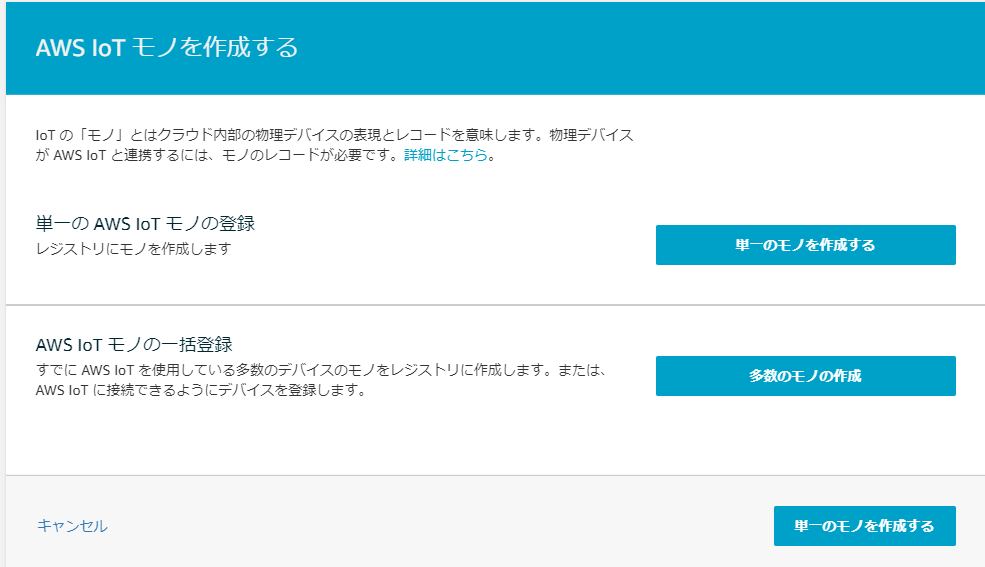 AWS IoT モノを作成する
IoT の「モノ」とはクラウド内部の物理デバイスの表現とレコードを意味します。物理デバイス
が AWS IoT と連携するには、モノのレコードが必要です。詳細はこちら。
単一の AWS IoT モノの登録
レジストリにモノを作成します
単一のモノを作成する
AWS IoT モノの一括登録
すでに AWS IoT を使用している多数のデバイスのモノをレジストリに作成します。または、
AWS IoT に接続できるようにデバイスを登録します。
多数のモノの作成
キャンセル
単一のモノを作成する